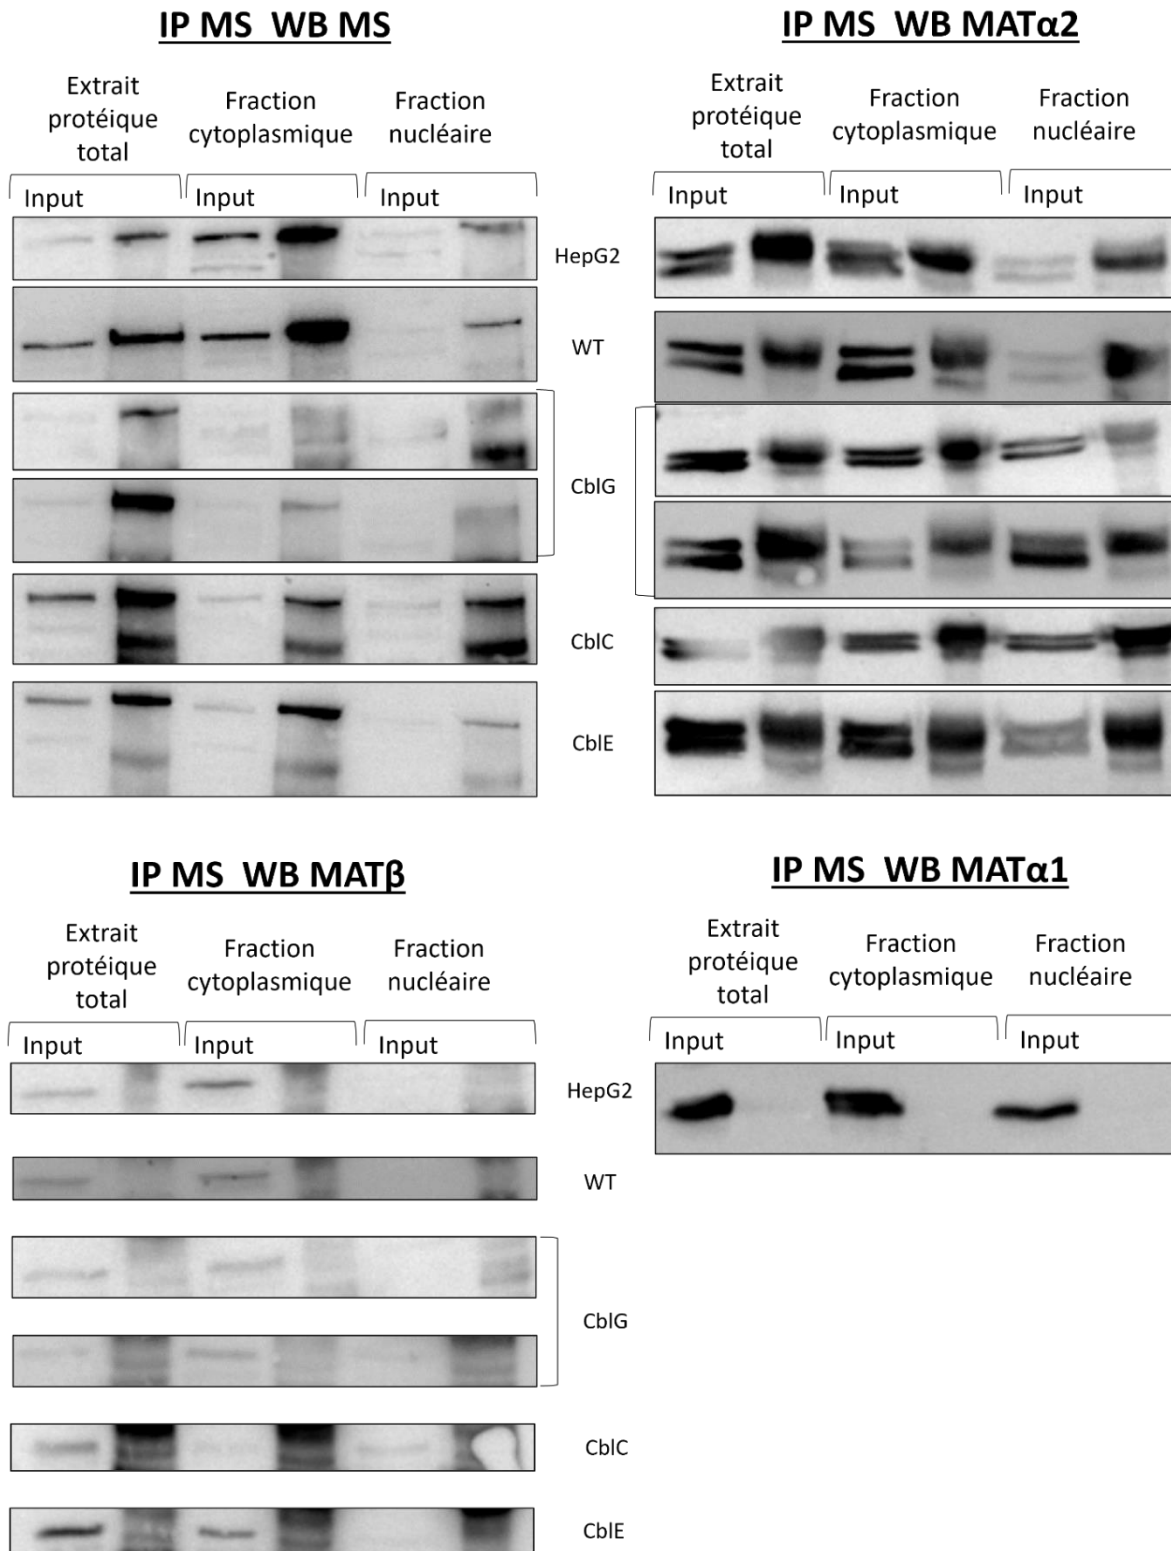 IP MS WB MS
Extrait
protéique
total
Fraction
cytoplasmique
Fraction
nucléaire
Input
Input
Input
HepG2
WT
CblG
CblC
CblE
IP MS WB MATα2
Extrait
protéique
total
Fraction
cytoplasmique
Fraction
nucléaire
Input
Input
Input
IP MS WB MATβ
Extrait
protéique
total
Fraction
cytoplasmique
Fraction
nucléaire
Input
Input
Input
HepG2
WT
CblG
CblC
CblE
IP MS WB MATα1
Extrait
protéique
total
Fraction
cytoplasmique
Fraction
nucléaire
Input
Input
Input